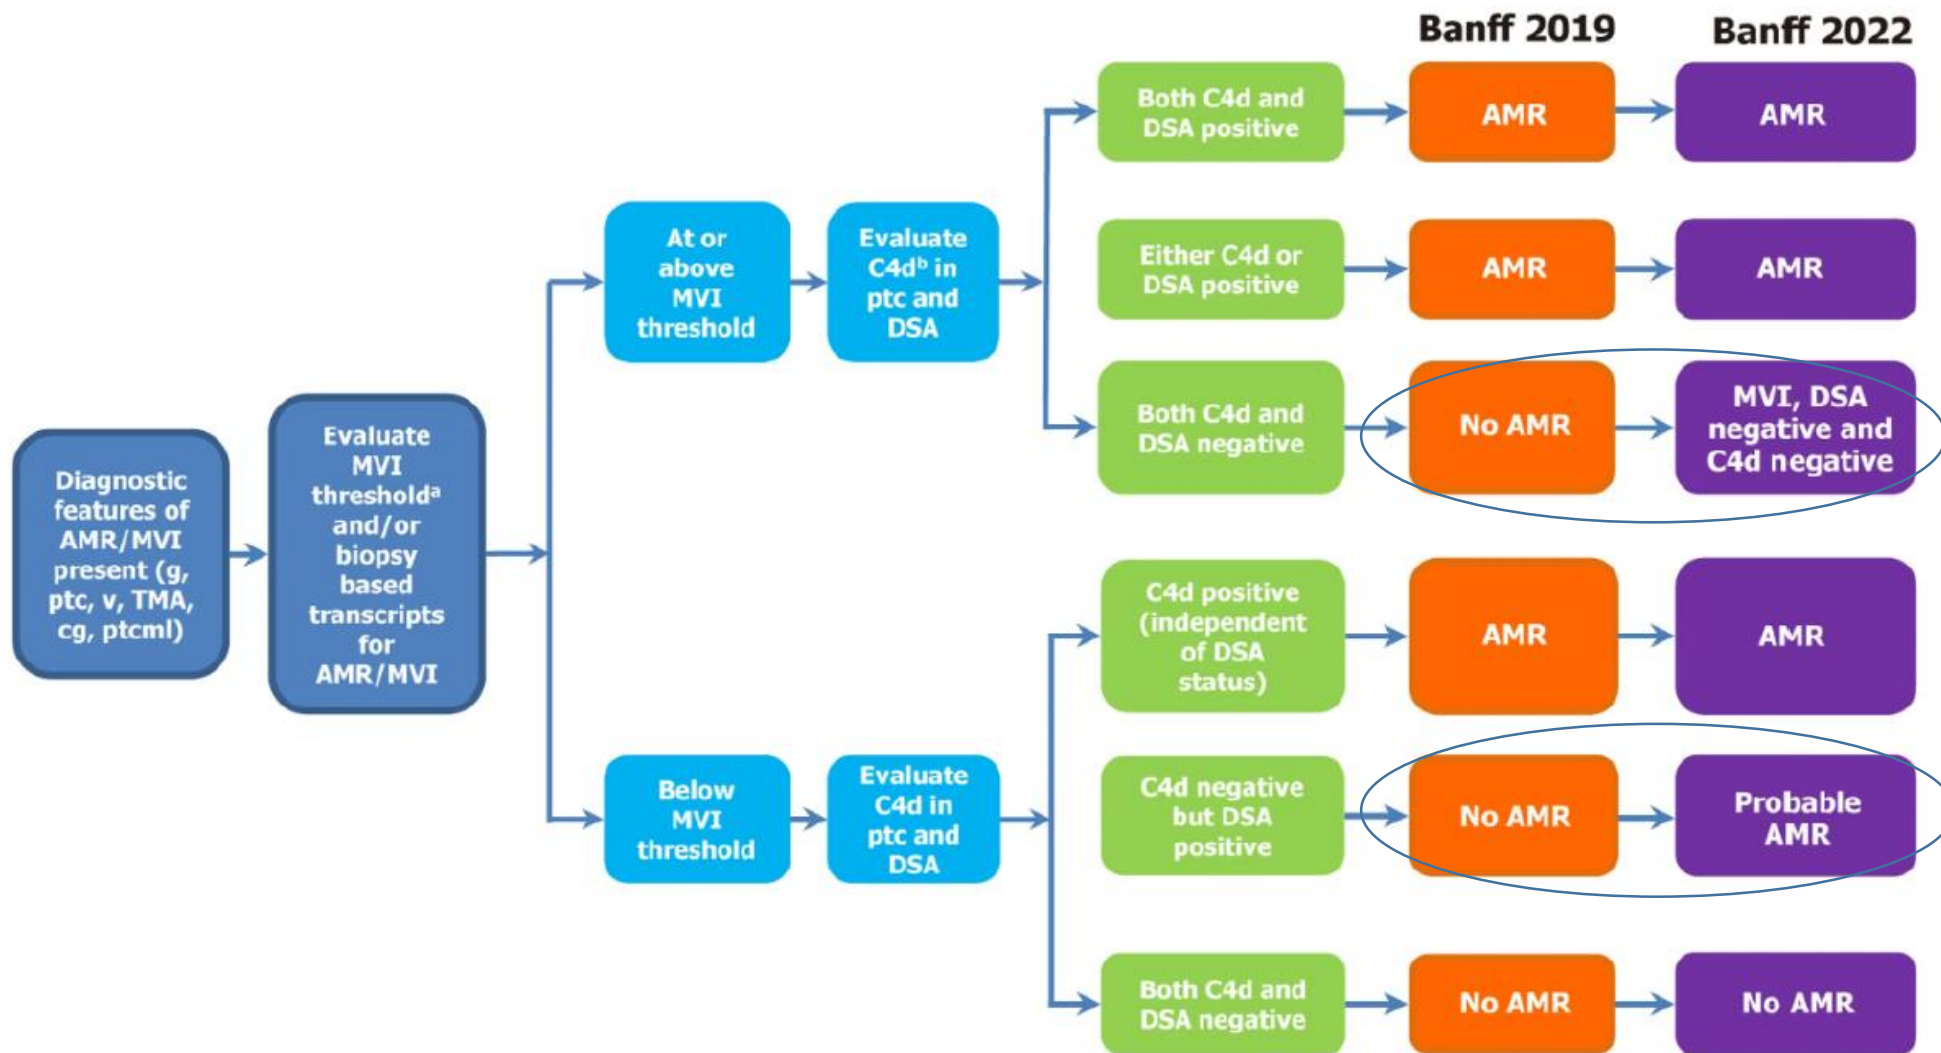 Banff 2019
Banff 2022
Diagnostic
features of
AMR/MVI
present (g,
ptc, v, TMA,
cg, ptcml)
Evaluate
MVI
thresholdᵃ
and/or
biopsy
based
transcripts
for
AMR/MVI
At or
above
MVI
threshold
Evaluate
C4dᵇ in
ptc and
DSA
Both C4d and
DSA positive
AMR
AMR
Either C4d or
DSA positive
AMR
AMR
Both C4d and
DSA negative
No AMR
MVI, DSA
negative and
C4d negative
Below
MVI
threshold
Evaluate
C4d in
ptc and
DSA
C4d positive
(independent
of DSA
status)
AMR
AMR
C4d negative
but DSA
positive
No AMR
Probable
AMR
Both C4d and
DSA negative
No AMR
No AMR